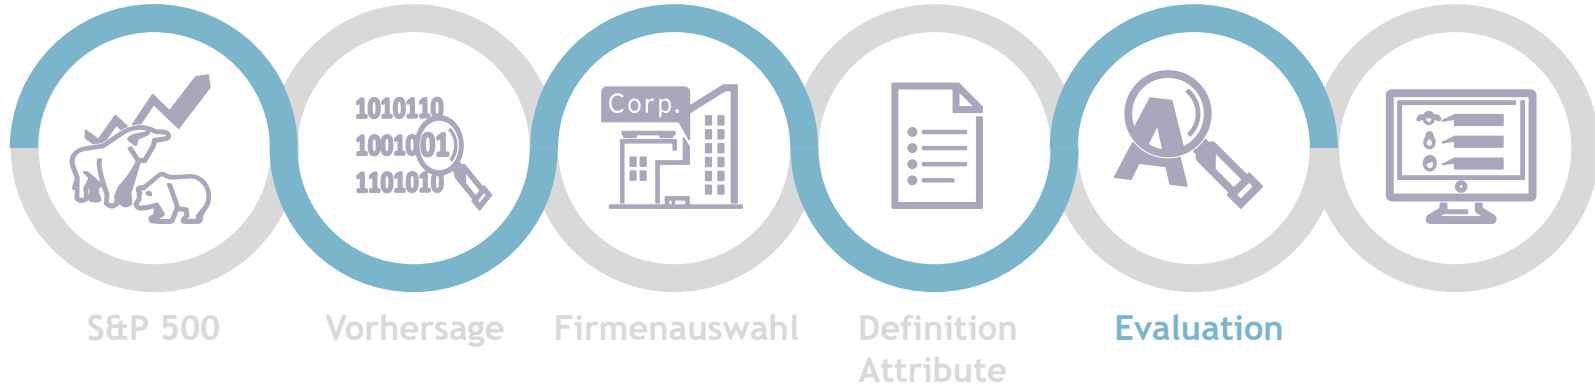 1010110
1001001
1101010
Corp.
A
S&P 500
Vorhersage
Firmenauswahl
Definition
Attribute
Evaluation